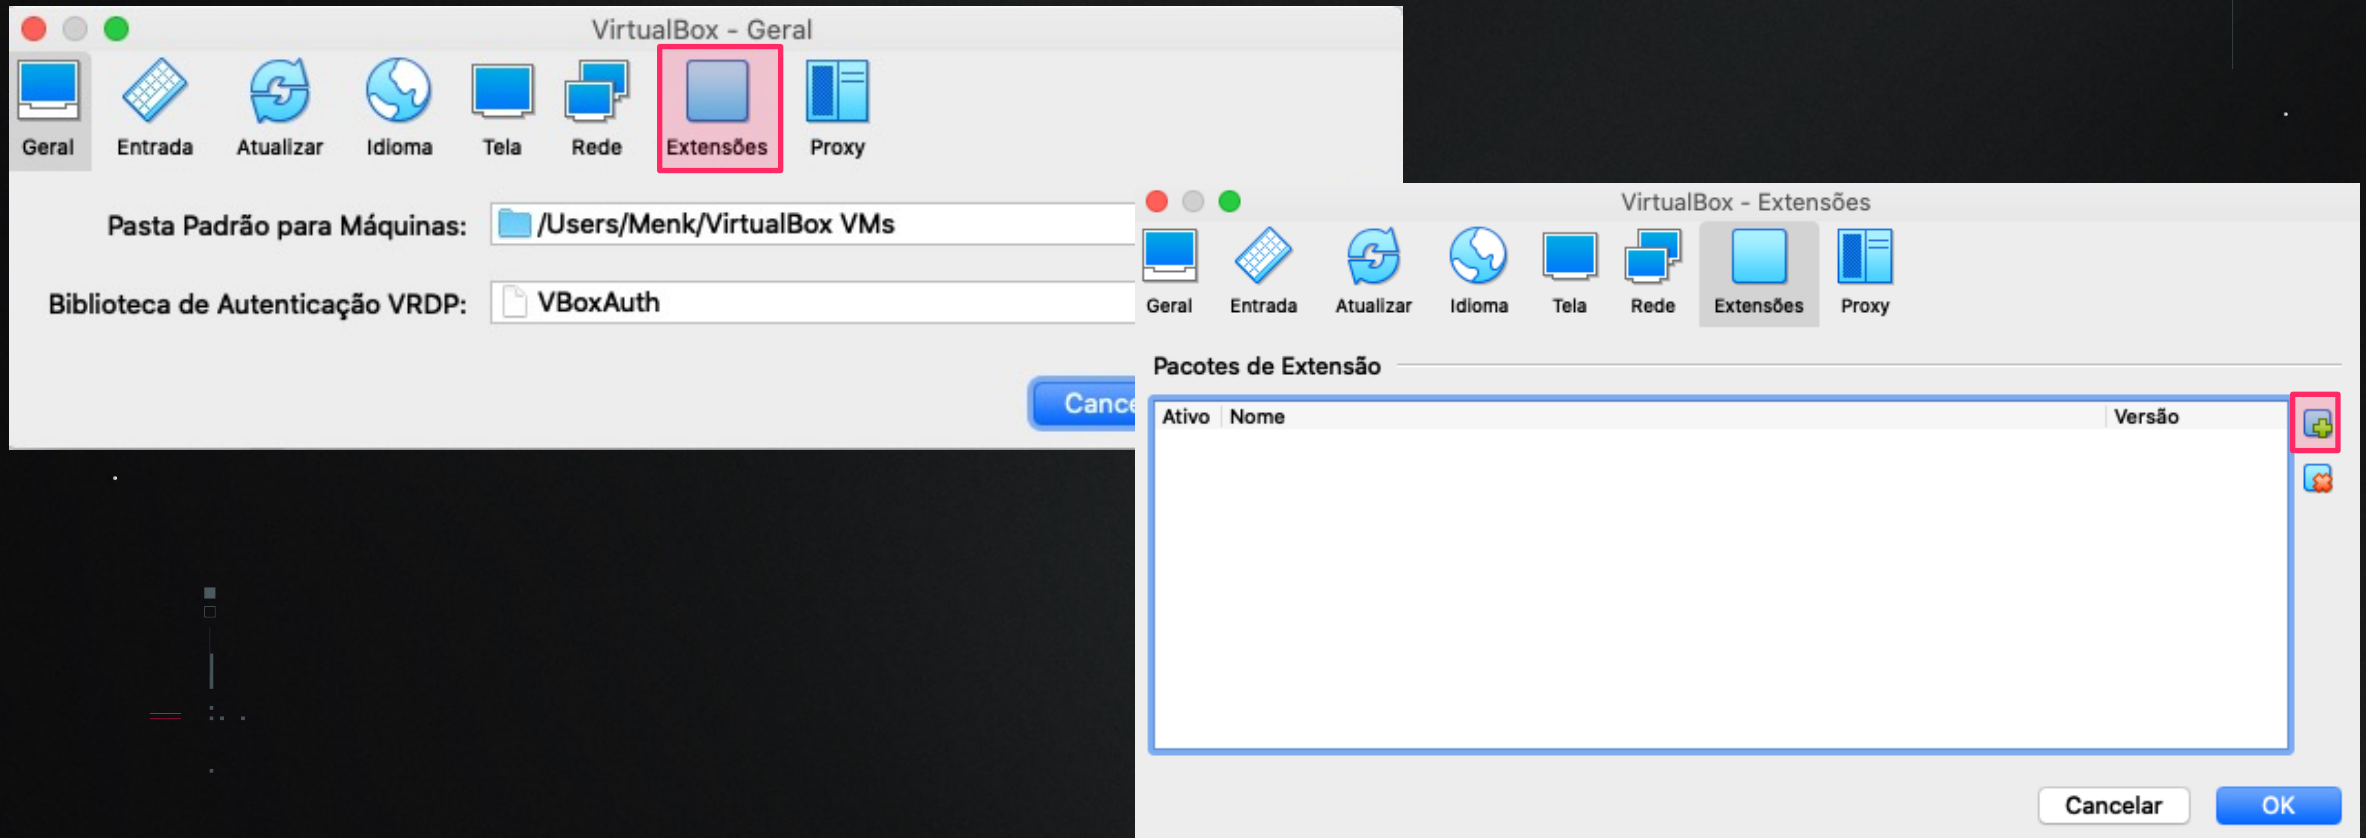 VirtualBox - Geral
Geral Entrada Atualizar Idioma Tela Rede Extensões Proxy
Pasta Padrão para Máquinas: /Users/Menk/VirtualBox VMs
Biblioteca de Autenticação VRDP: VBoxAuth
Cance
VirtualBox - Extensões
Geral Entrada Atualizar Idioma Tela Rede Extensões Proxy
Pacotes de Extensão
Ativo Nome Versão
Cancelar OK